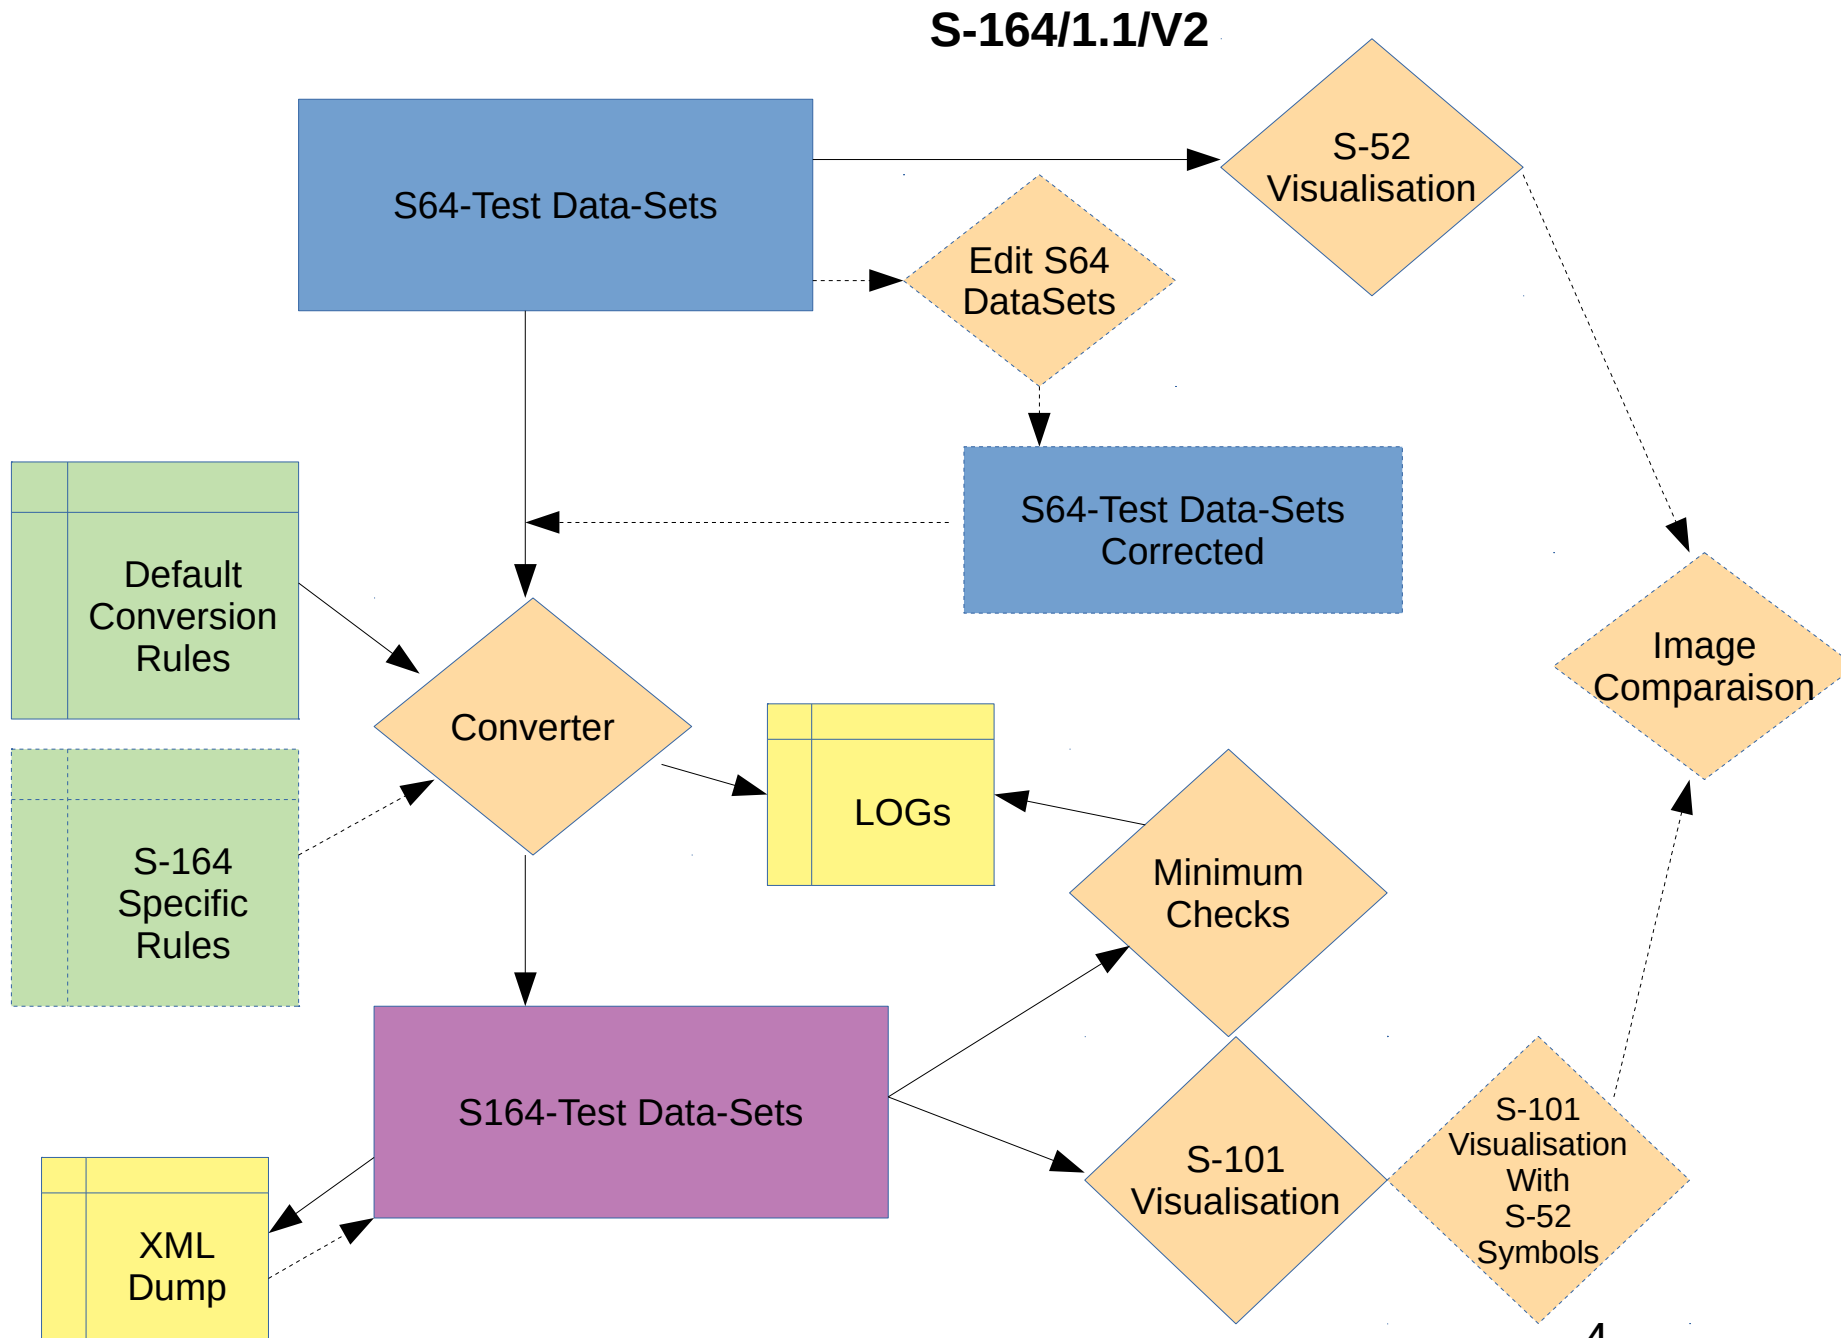 S-164/1.1/V2
S-52
Visualisation
S64-Test Data-Sets
Edit S64
DataSets
S64-Test Data-Sets
Corrected
Default
Conversion
Rules
Image
Comparaison
Converter
LOGs
S-164
Specific
Rules
Minimum
Checks
S164-Test Data-Sets
S-101
Visualisation
S-101
Visualisation
With
S-52
Symbols
XML
Dump
4